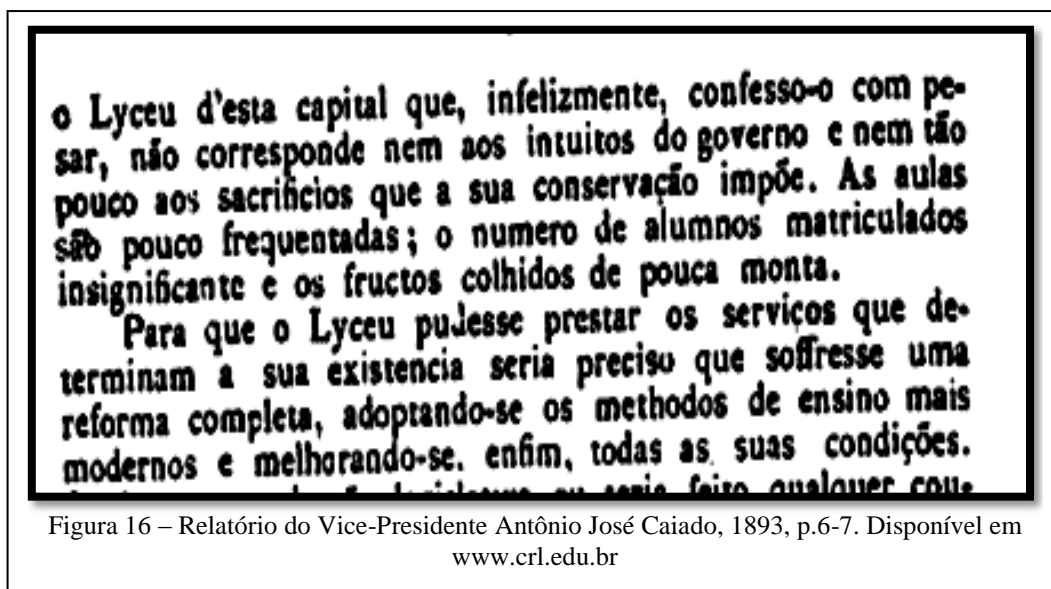 o Lyceu d'esta capital que, infelizmente, confesso-o com pe-
sar, não corresponde nem aos intuitos do governo e nem tão
pouco aos sacrificios que a sua conservação impõe. As aulas
são pouco frequentadas; o numero de alumnos matriculados
insignificante e os fructos colhidos de pouca monta.
Para que o Lyceu pudesse prestar os serviços que de-
terminam a sua existencia seria preciso que soffresse uma
reforma completa, adoptando-se os methodos de ensino mais
modernos e melhorando-se. enfim, todas as suas condições.
feito qualquer cou-
Figura 16 – Relatório do Vice-Presidente Antônio José Caiado, 1893, p.6-7. Disponível em
www.crl.edu.br